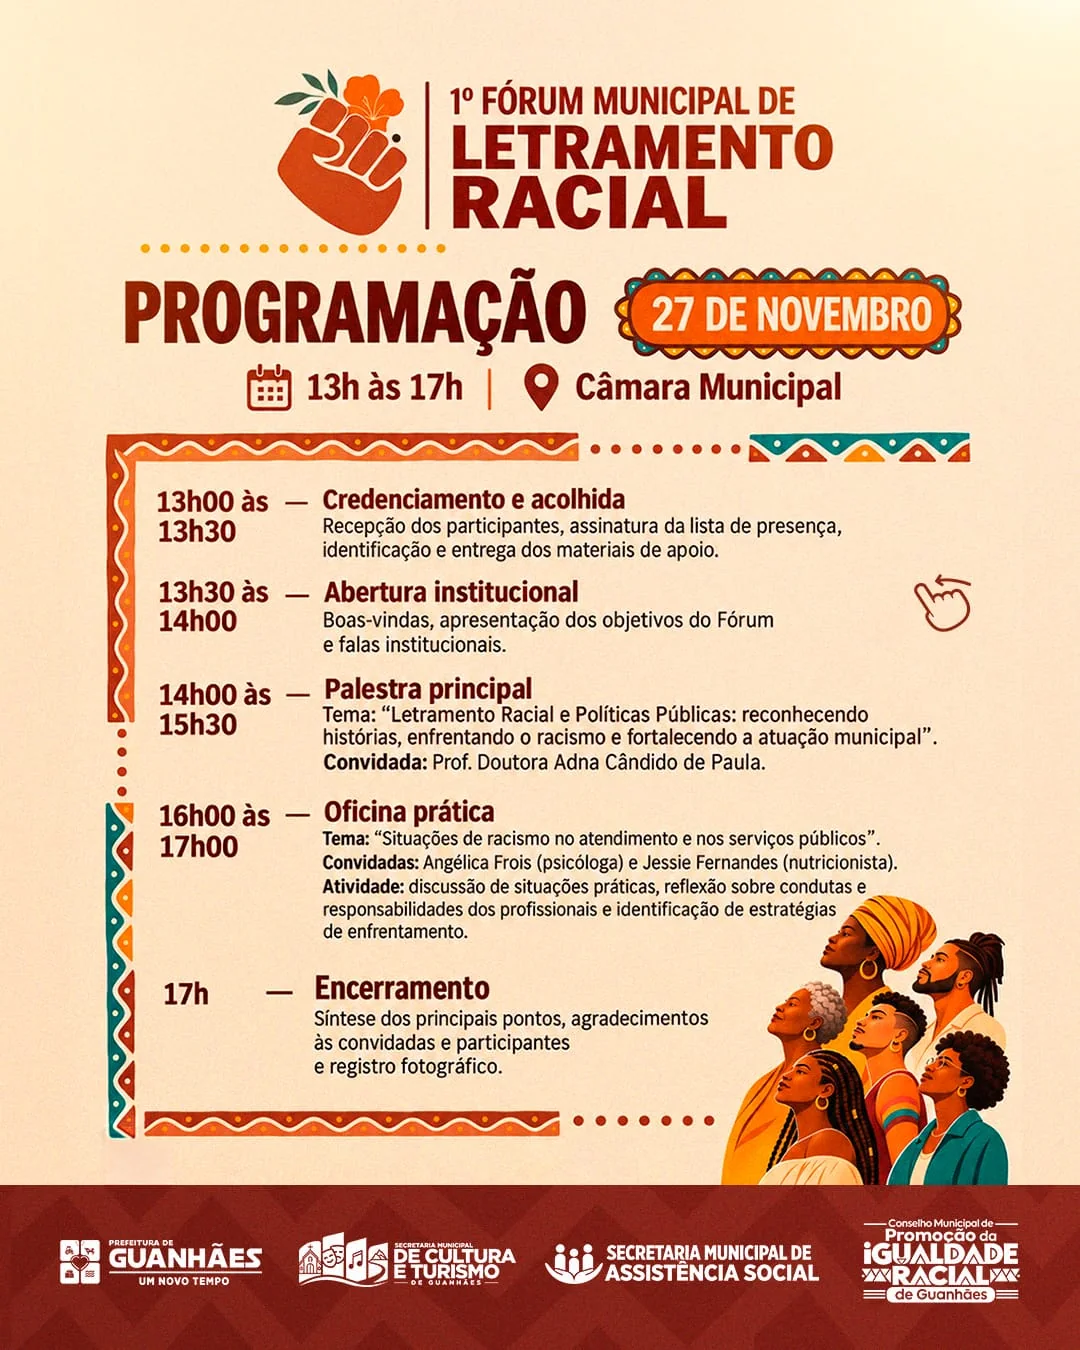 1º FÓRUM MUNICIPAL DE
LETRAMENTO
RACIAL
PROGRAMAÇÃO
27 DE NOVEMBRO
13h às 17h
Câmara Municipal
13h00 às — Credenciamento e acolhida
13h30
Recepção dos participantes, assinatura da lista de presença,
identificação e entrega dos materiais de apoio.
13h30 às — Abertura institucional
14h00
Boas-vindas, apresentação dos objetivos do Fórum
e falas institucionais.
14h00 às — Palestra principal
15h30
Tema: “Letramento Racial e Políticas Públicas: reconhecendo
histórias, enfrentando o racismo e fortalecendo a atuação municipal”.
Convidada: Prof. Doutora Adna Cândido de Paula.
16h00 às — Oficina prática
17h00
Tema: “Situações de racismo no atendimento e nos serviços públicos”.
Convidadas: Angélica Frois (psicóloga) e Jessie Fernandes (nutricionista).
Atividade: discussão de situações práticas, reflexão sobre condutas e
responsabilidades dos profissionais e identificação de estratégias
de enfrentamento.
17h — Encerramento
Síntese dos principais pontos, agradecimentos
às convidadas e participantes
e registro fotográfico.
PREFEITURA DE
GUANHÃES
UM NOVO TEMPO
SECRETARIA MUNICIPAL
DE CULTURA
E TURISMO
DE GUANHÃES
SECRETARIA MUNICIPAL DE
ASSISTÊNCIA SOCIAL
Conselho Municipal de
Promoção da
iGUALDADE
RACIAL
de Guanhães